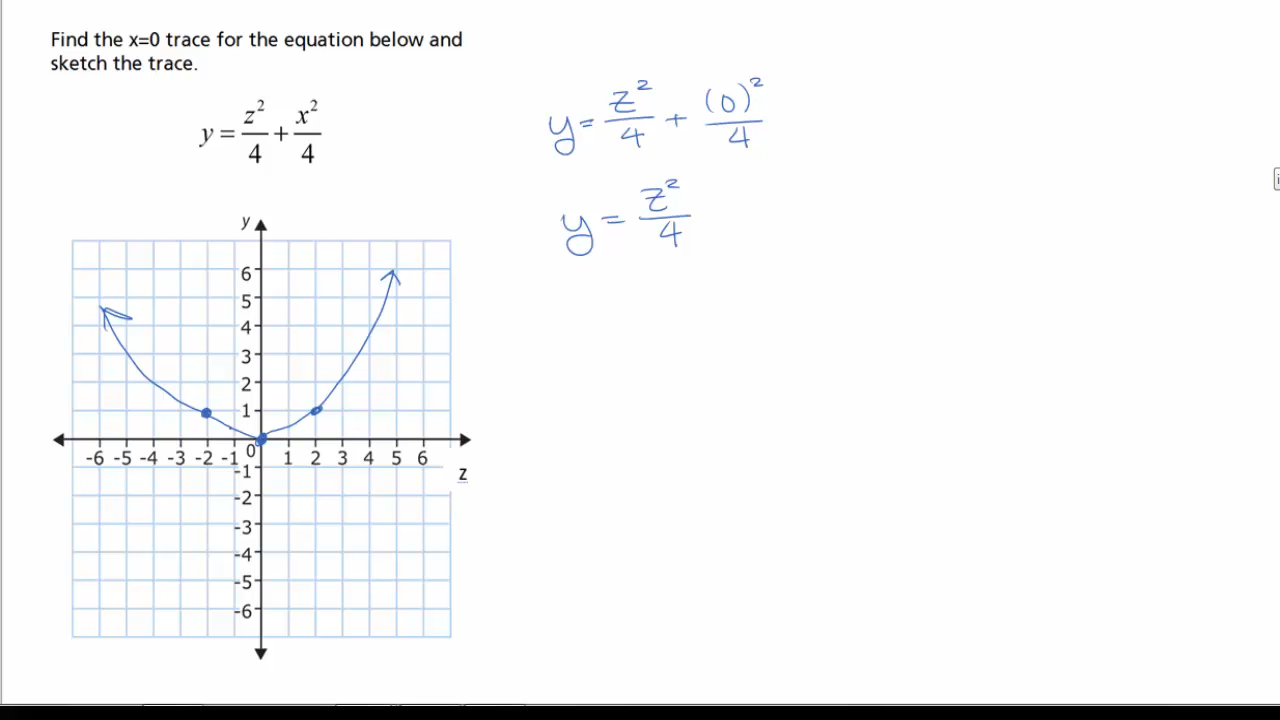 Find the x=0 trace for the equation below and
sketch the trace.
y = z²/4 + x²/4
y = z²/4 + (0)²/4
y = z²/4
y
6
5
4
3
2
1
0
-6 -5 -4 -3 -2 -1 1 2 3 4 5 6
z
-1
-2
-3
-4
-5
-6